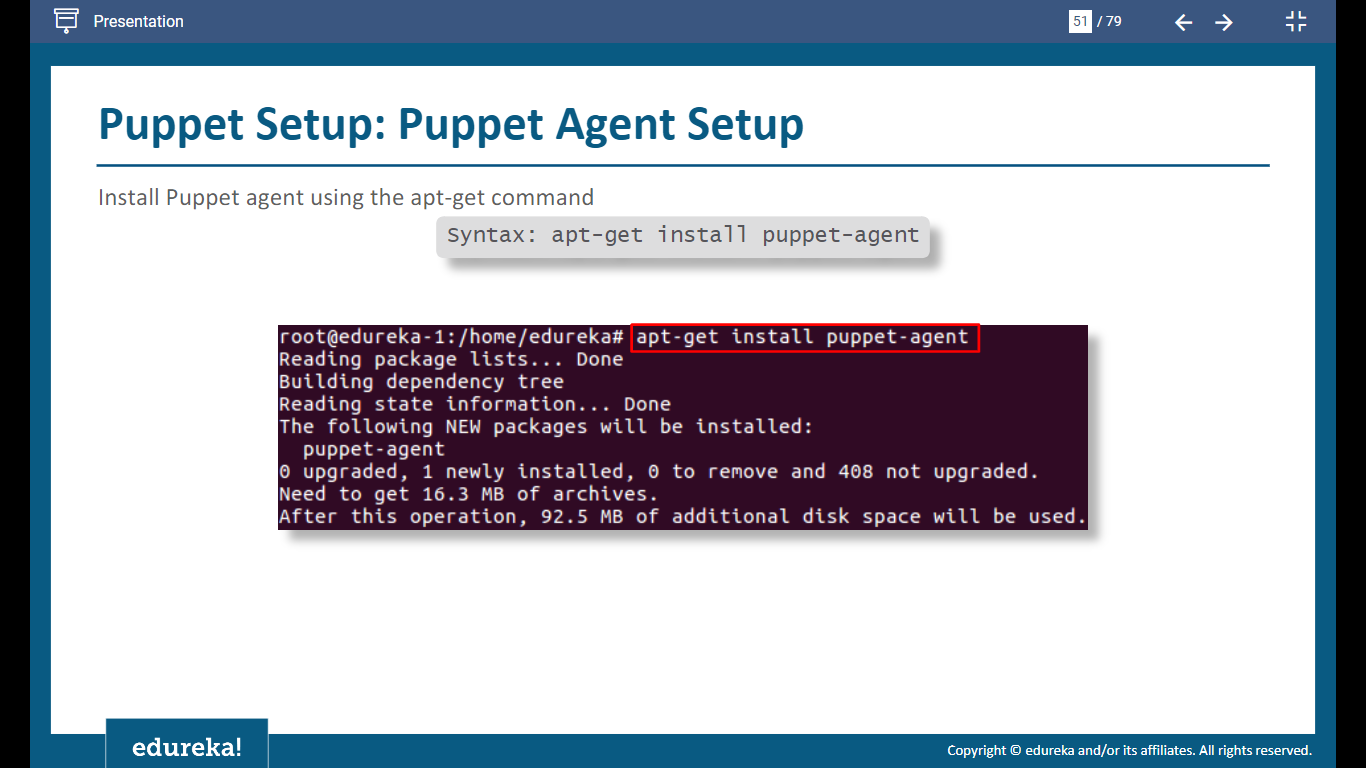 Presentation
51 / 79
Puppet Setup: Puppet Agent Setup
Install Puppet agent using the apt-get command
Syntax: apt-get install puppet-agent
root@edureka-1:/home/edureka# apt-get install puppet-agent
Reading package lists... Done
Building dependency tree
Reading state information... Done
The following NEW packages will be installed:
  puppet-agent
0 upgraded, 1 newly installed, 0 to remove and 408 not upgraded.
Need to get 16.3 MB of archives.
After this operation, 92.5 MB of additional disk space will be used.
edureka!
Copyright © edureka and/or its affiliates. All rights reserved.